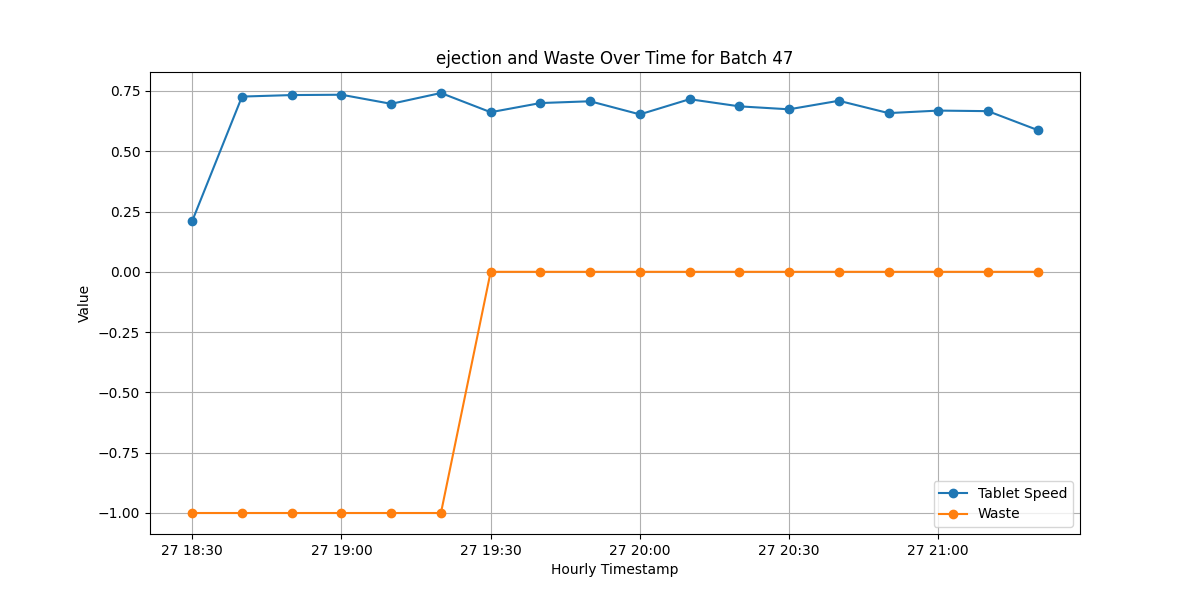 ejection and Waste Over Time for Batch 47
Value
0.75
0.50
0.25
0.00
−0.25
−0.50
−0.75
−1.00
Tablet Speed
Waste
27 18:30 27 19:00 27 19:30 27 20:00 27 20:30 27 21:00
Hourly Timestamp